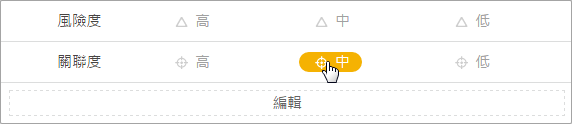 風險度 高 中 低
關聯度 高 中 低
編輯